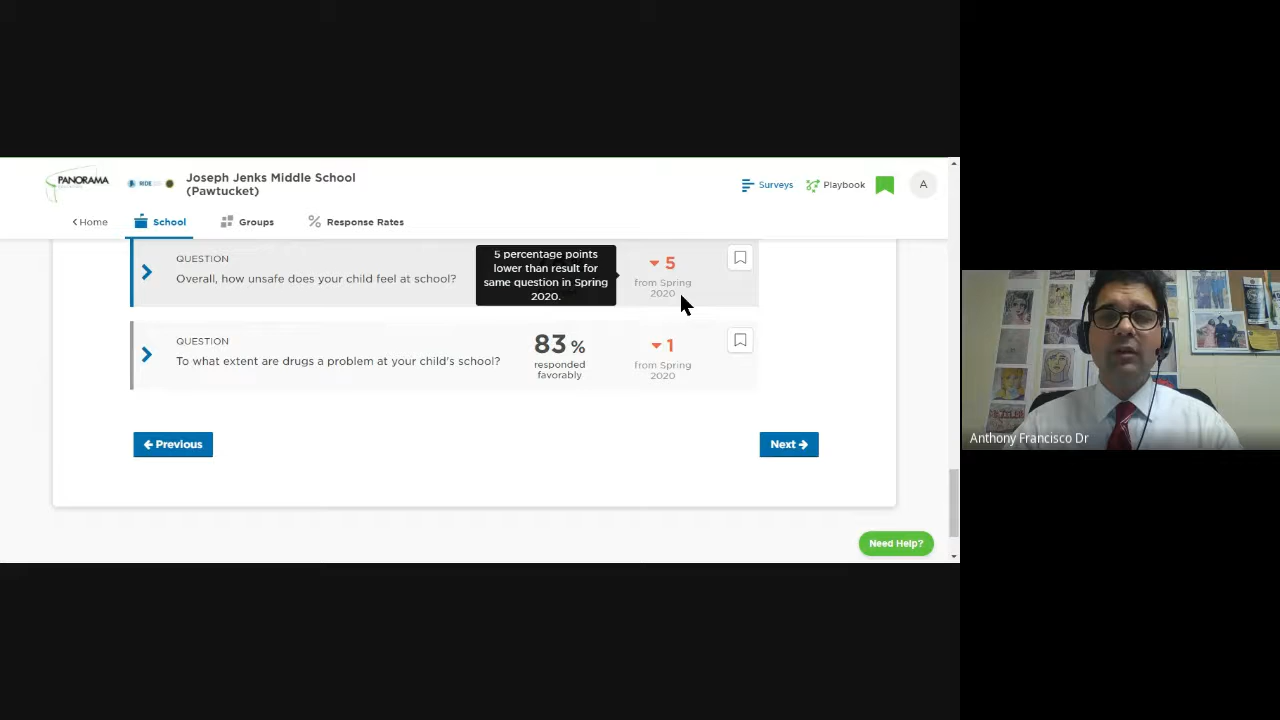 PANORAMA
RIDE
Joseph Jenks Middle School
(Pawtucket)
Surveys
Playbook
A
Home
School
Groups
Response Rates
QUESTION
Overall, how unsafe does your child feel at school?
5 percentage points
lower than result for
same question in Spring
2020.
5
from Spring
2020
QUESTION
To what extent are drugs a problem at your child's school?
83 %
responded
favorably
1
from Spring
2020
Previous
Next
Need Help?
Anthony Francisco Dr